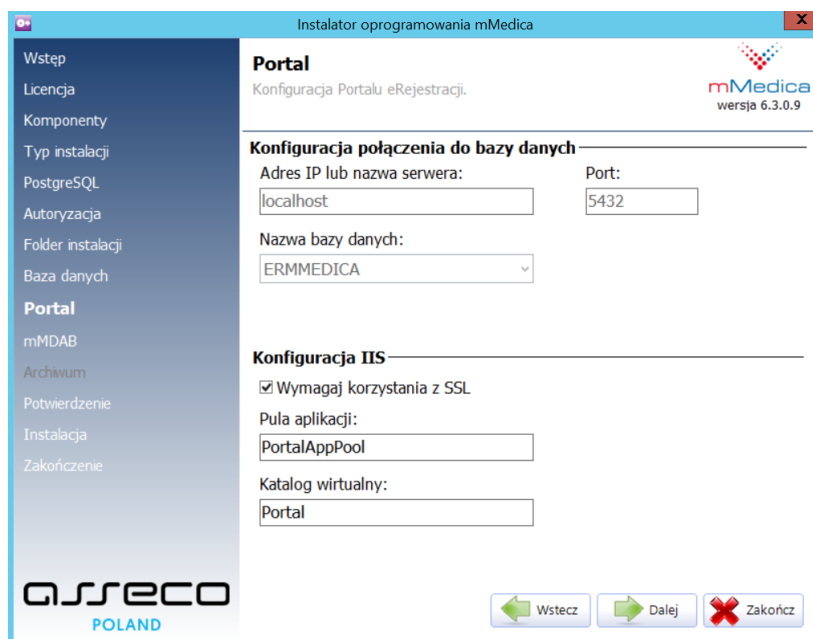 Instalator oprogramowania mMedica
x
Wstęp
Licencja
Komponenty
Typ instalacji
PostgreSQL
Autoryzacja
Folder instalacji
Baza danych
Portal
mMDAB
Archiwum
Potwierdzenie
Instalacja
Zakończenie
asseco
POLAND
Portal
Konfiguracja Portalu eRejestracji.
mMedica
wersja 6.3.0.9
Konfiguracja połączenia do bazy danych
Adres IP lub nazwa serwera: Port:
localhost 5432
Nazwa bazy danych:
ERMMEDICA
Konfiguracja IIS
Wymagaj korzystania z SSL
Pula aplikacji:
PortalAppPool
Katalog wirtualny:
Portal
Wstecz Dalej Zakończ